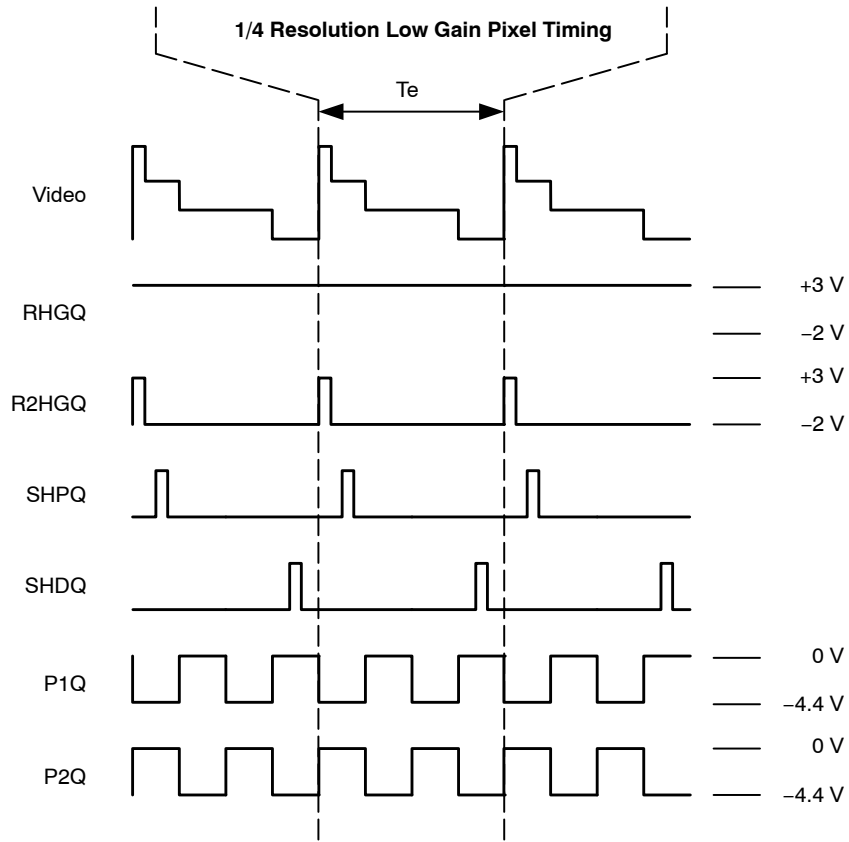 1/4 Resolution Low Gain Pixel Timing
Te
Video
RHGQ
+3 V
−2 V
R2HGQ
+3 V
−2 V
SHPQ
SHDQ
P1Q
0 V
−4.4 V
P2Q
0 V
−4.4 V